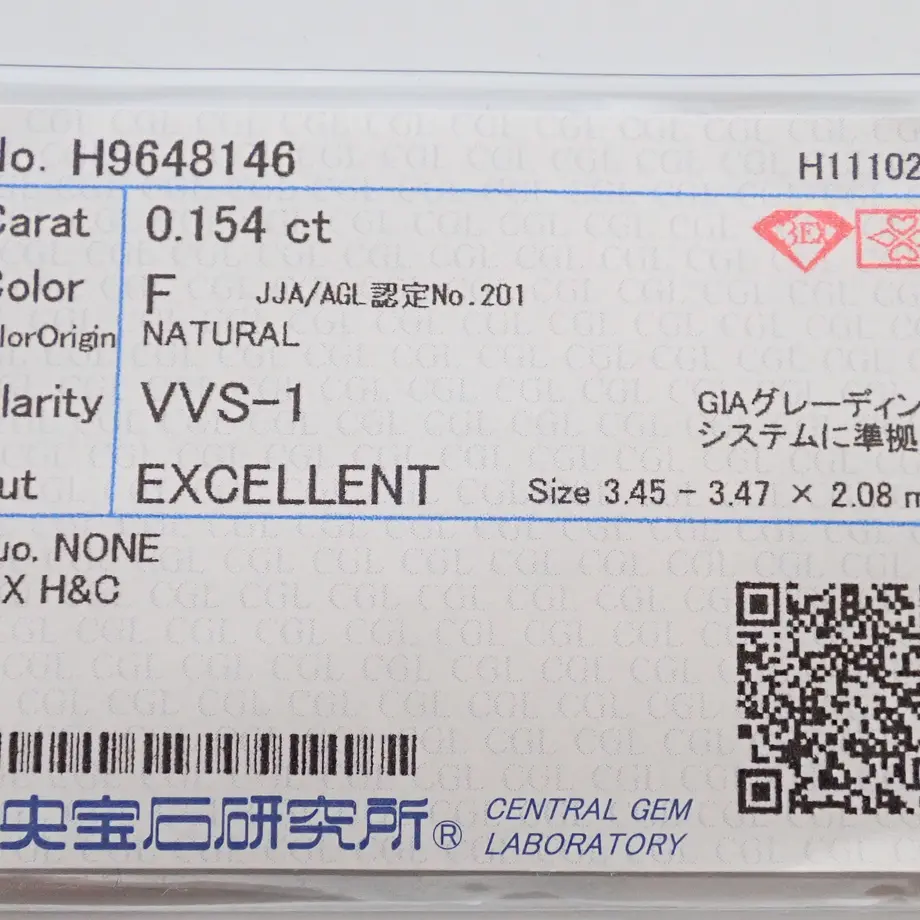 No. H9648146 H11102
Carat 0.154 ct
3EX
Color F JJA/AGL認定No.201
lorOrigin NATURAL
larity VVS-1
GIAグレーディン
システムに準拠
ut EXCELLENT Size 3.45 - 3.47 × 2.08 m
uo. NONE
X H&C
央宝石研究所® CENTRAL GEM
LABORATORY